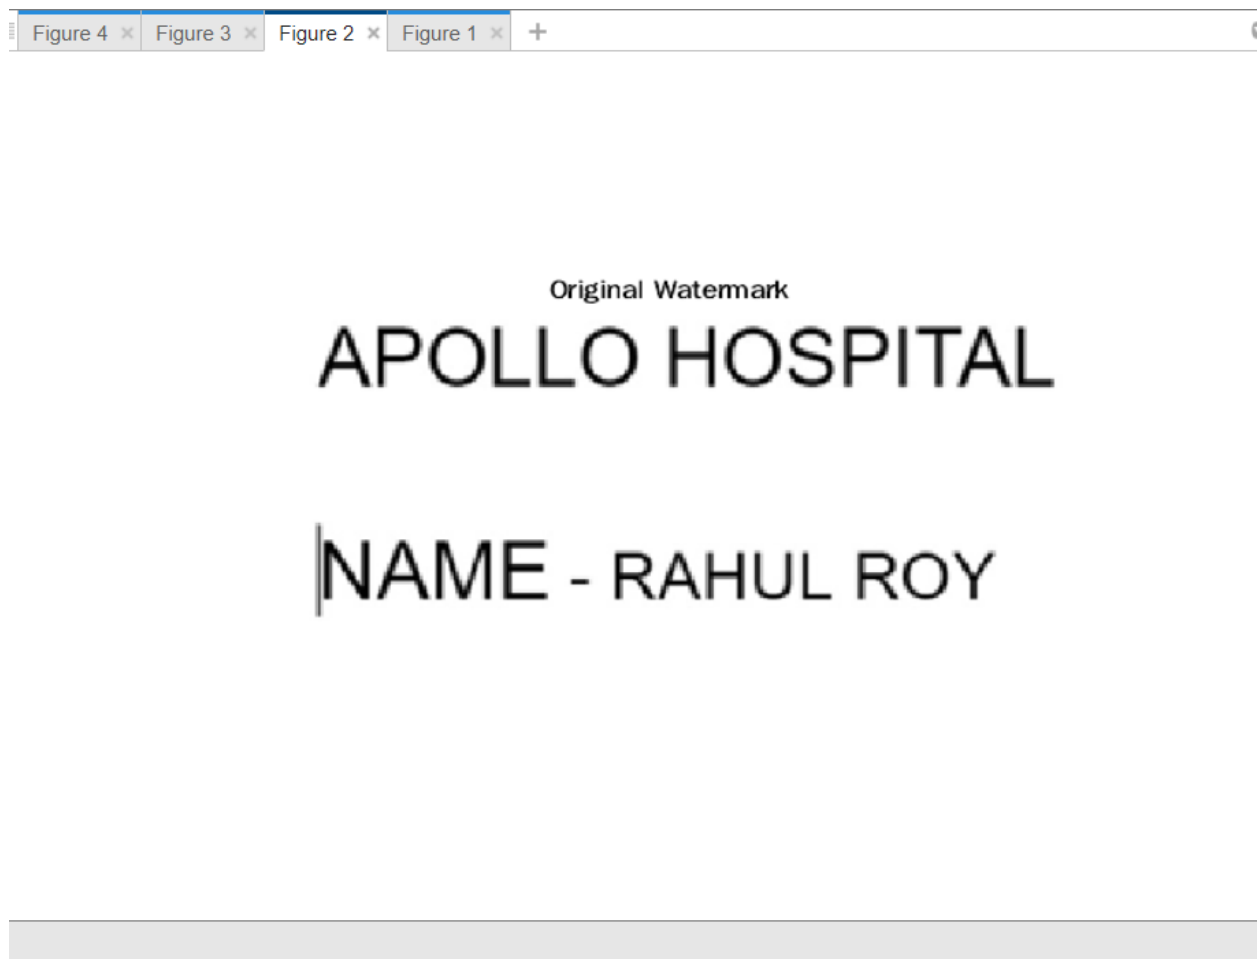 Figure 4 × Figure 3 × Figure 2 × Figure 1 × +
Original Watermark
APOLLO HOSPITAL
NAME - RAHUL ROY